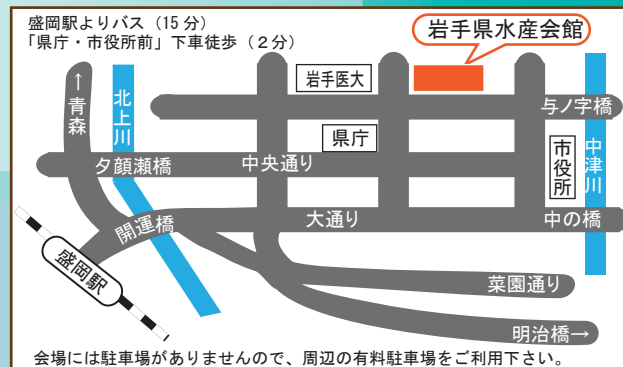 盛岡駅よりバス（15分）
「県庁・市役所前」下車徒歩（2分）
岩手県水産会館
↑青森
北上川
岩手医大
与ノ字橋
県庁
市役所
中津川
夕顔瀬橋
中央通り
開運橋
大通り
中の橋
盛岡駅
菜園通り
明治橋→
会場には駐車場がありませんので、周辺の有料駐車場をご利用下さい。